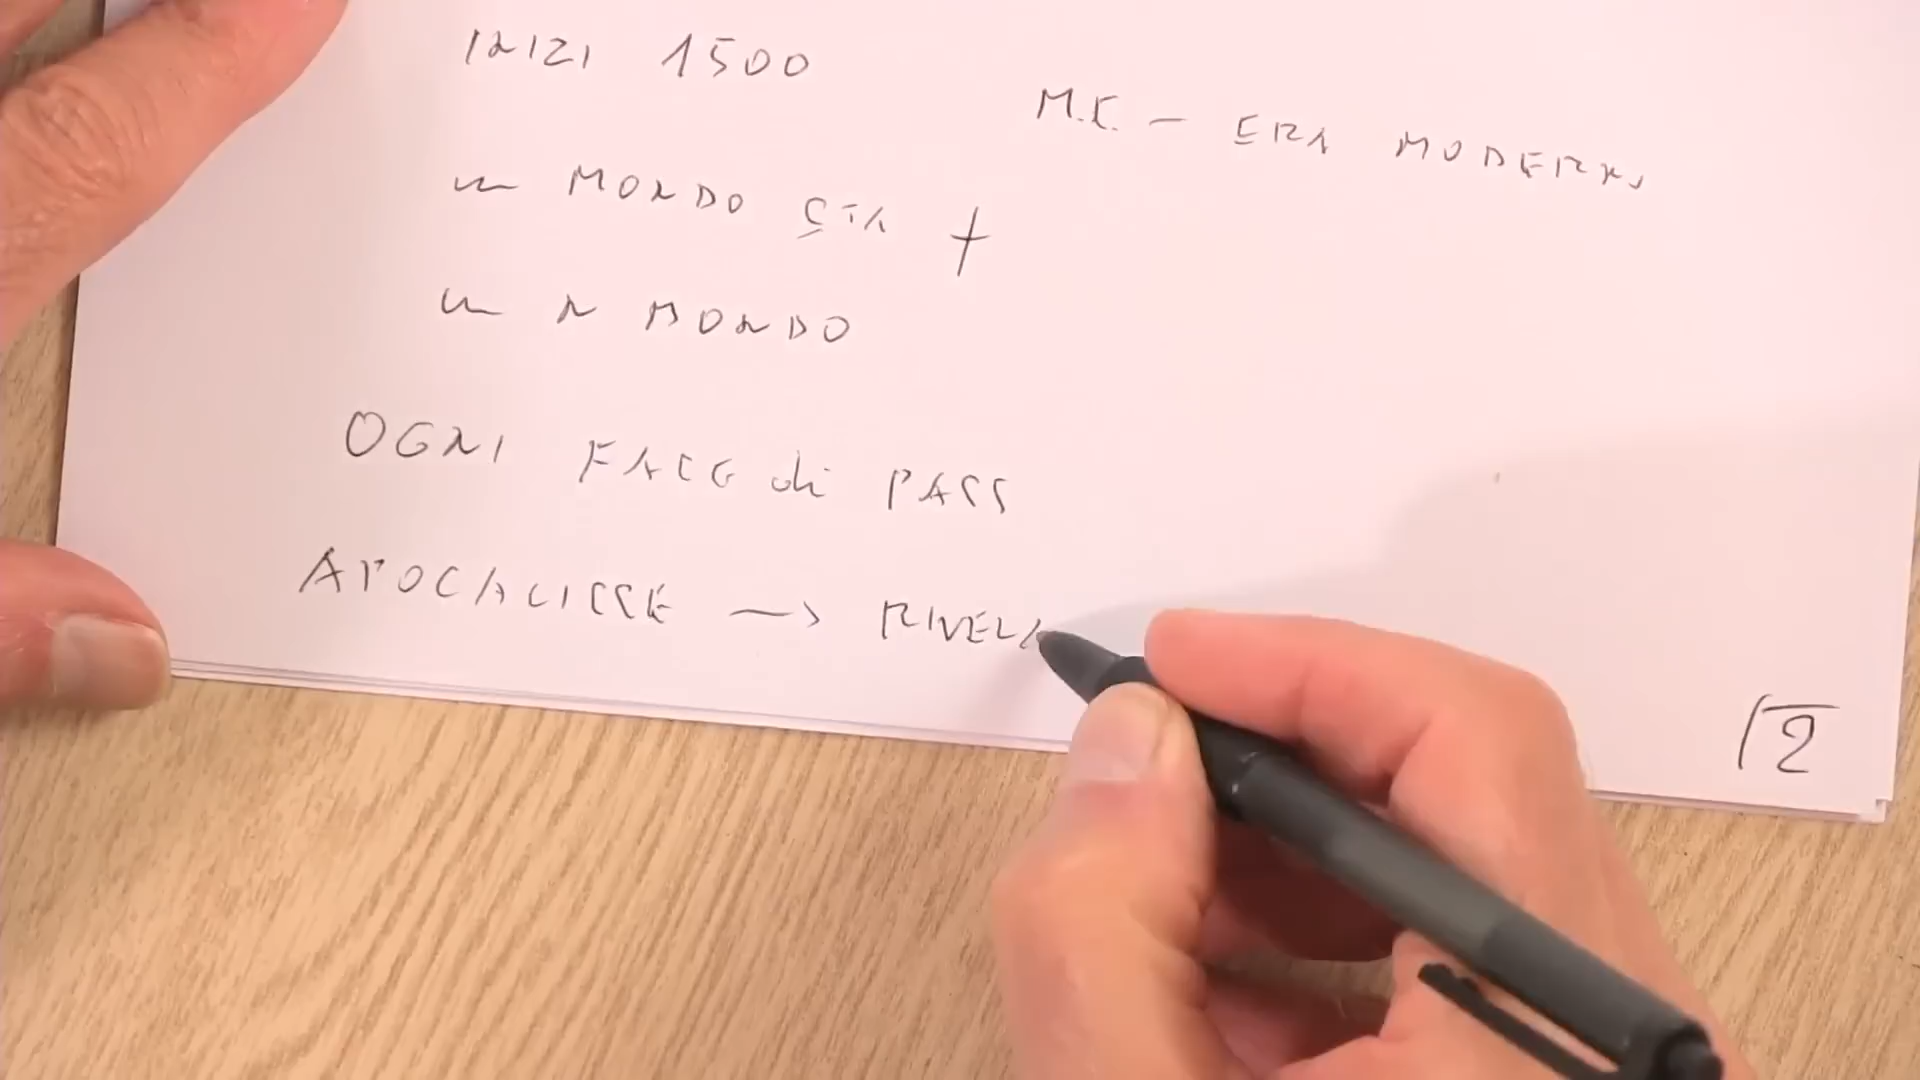 INIZI 1500
M.E. - ERA MODERNA
un MONDO STA †
un N MONDO
OGNI FASE di PASS
APOCALISSE → RIVELA
√2